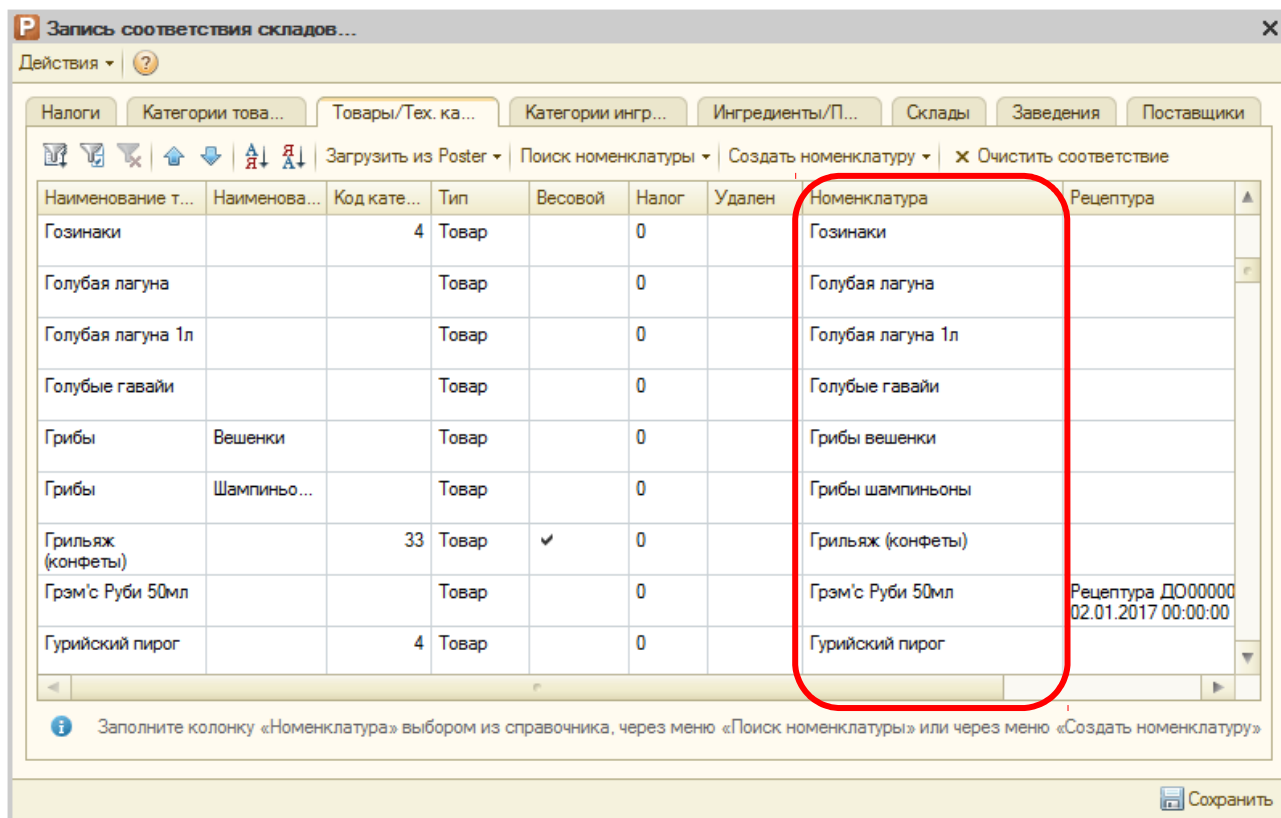 P Запись соответствия складов...
Действия ?
Налоги Категории това... Товары/Тех. ка... Категории ингр... Ингредиенты/П... Склады Заведения Поставщики
Загрузить из Poster Поиск номенклатуры Создать номенклатуру Очистить соответствие
Наименование т... Наименова... Код кате... Тип Весовой Налог Удален Номенклатура Рецептура
Гозинаки 4 Товар 0 Гозинаки
Голубая лагуна Товар 0 Голубая лагуна
Голубая лагуна 1л Товар 0 Голубая лагуна 1л
Голубые гавайи Товар 0 Голубые гавайи
Грибы Вешенки Товар 0 Грибы вешенки
Грибы Шампиньо... Товар 0 Грибы шампиньоны
Грильяж (конфеты) 33 Товар 0 Грильяж (конфеты)
Грэм'с Руби 50мл Товар 0 Грэм'с Руби 50мл Рецептура ДО00000
02.01.2017 00:00:00
Гурийский пирог 4 Товар 0 Гурийский пирог
Заполните колонку «Номенклатура» выбором из справочника, через меню «Поиск номенклатуры» или через меню «Создать номенклатуру»
Сохранить